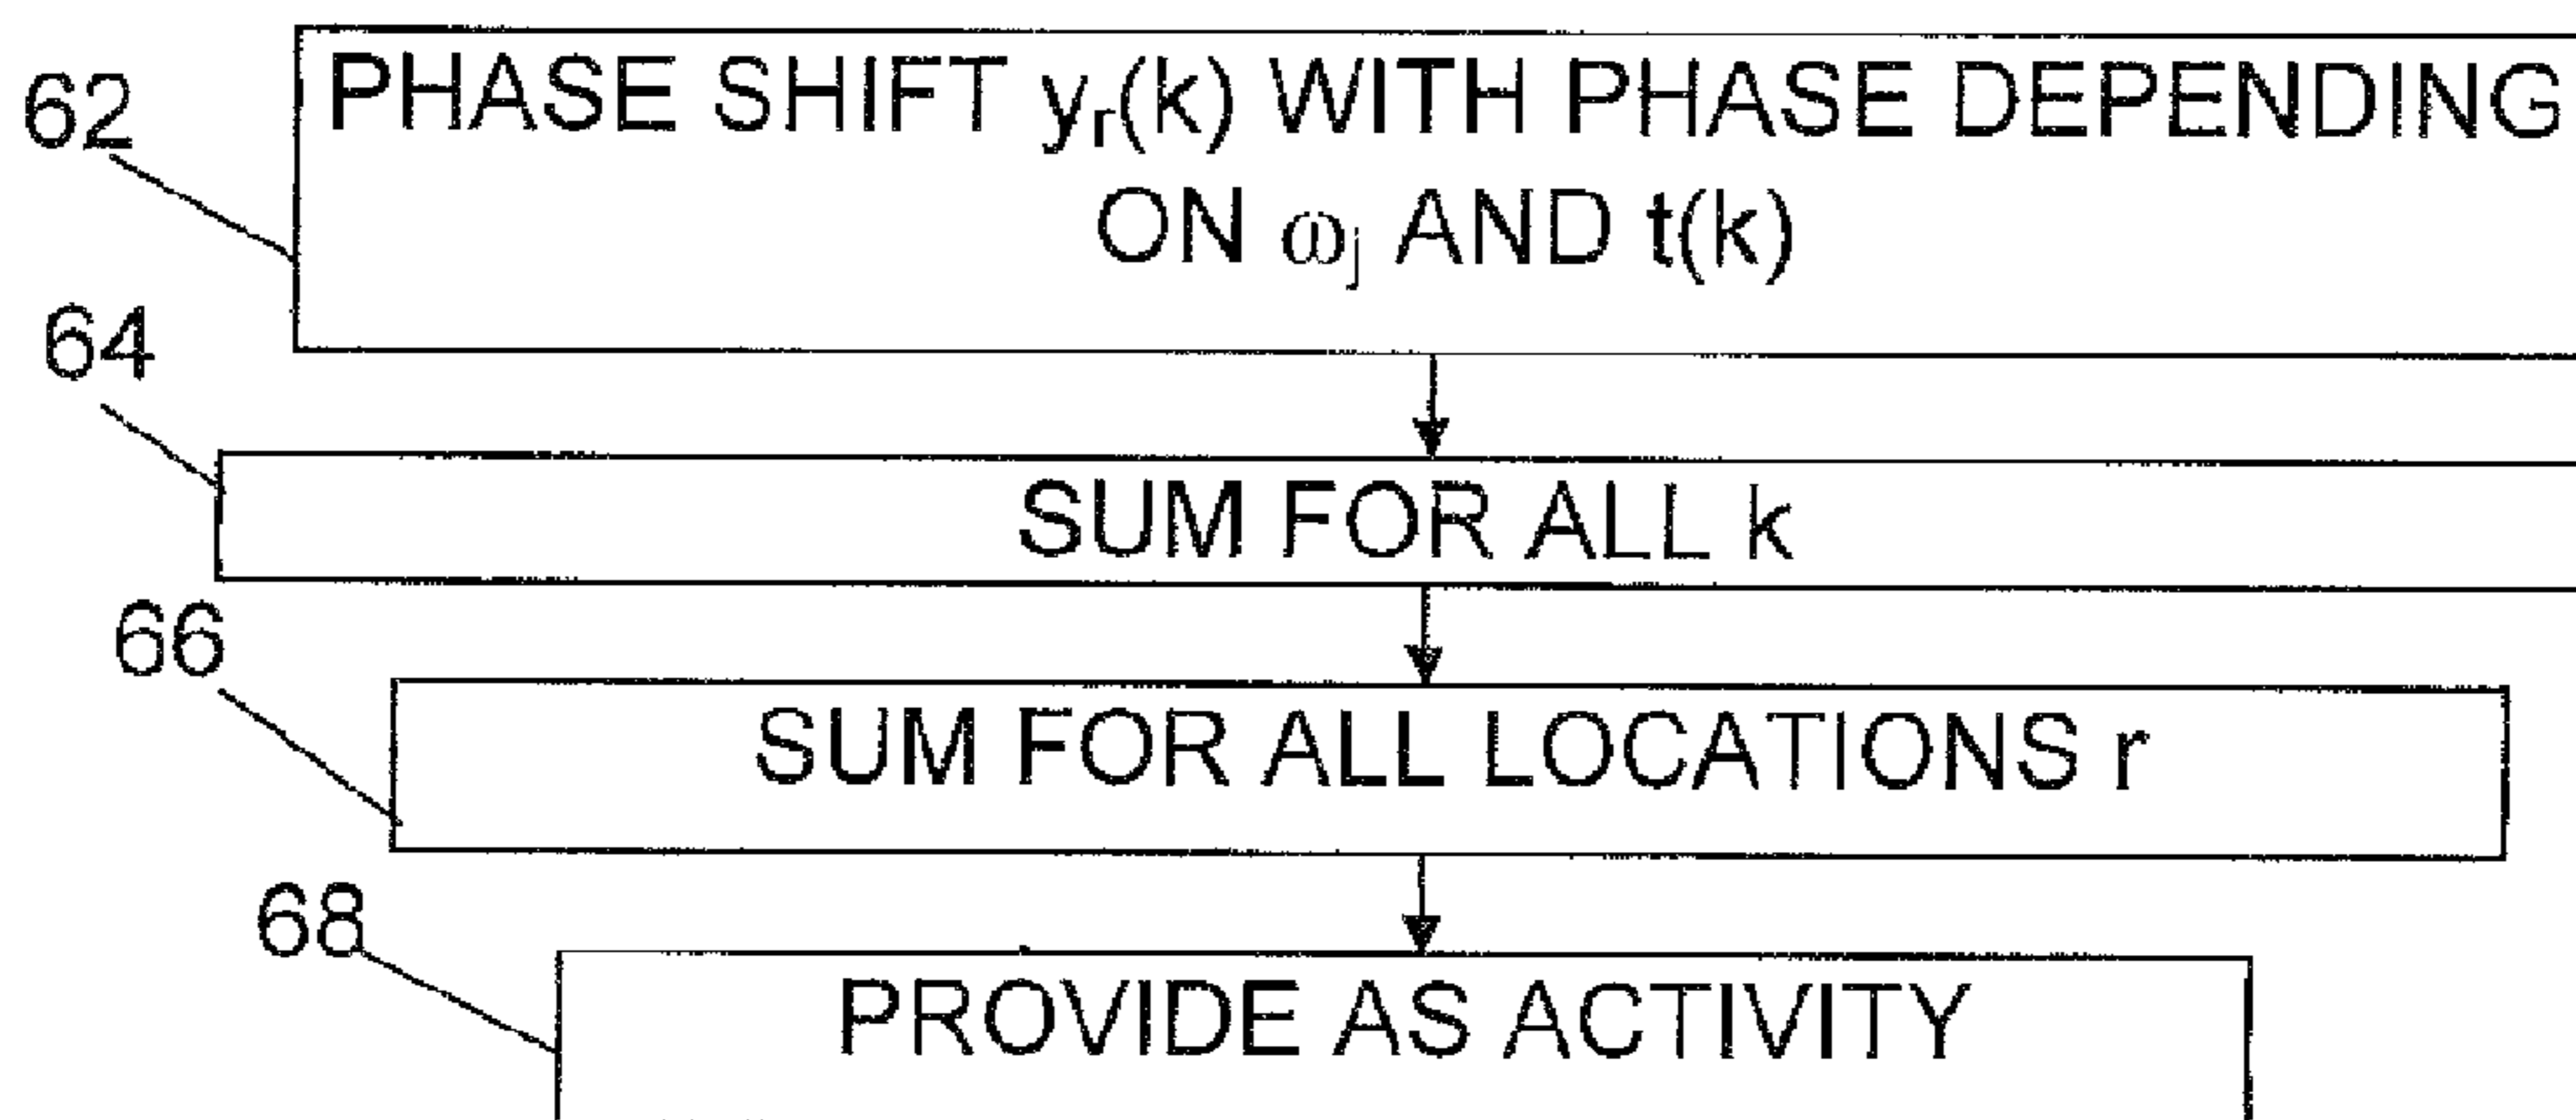 62
PHASE SHIFT yᵣ(k) WITH PHASE DEPENDING
ON ωⱼ AND t(k)
64
SUM FOR ALL k
66
SUM FOR ALL LOCATIONS r
68
PROVIDE AS ACTIVITY